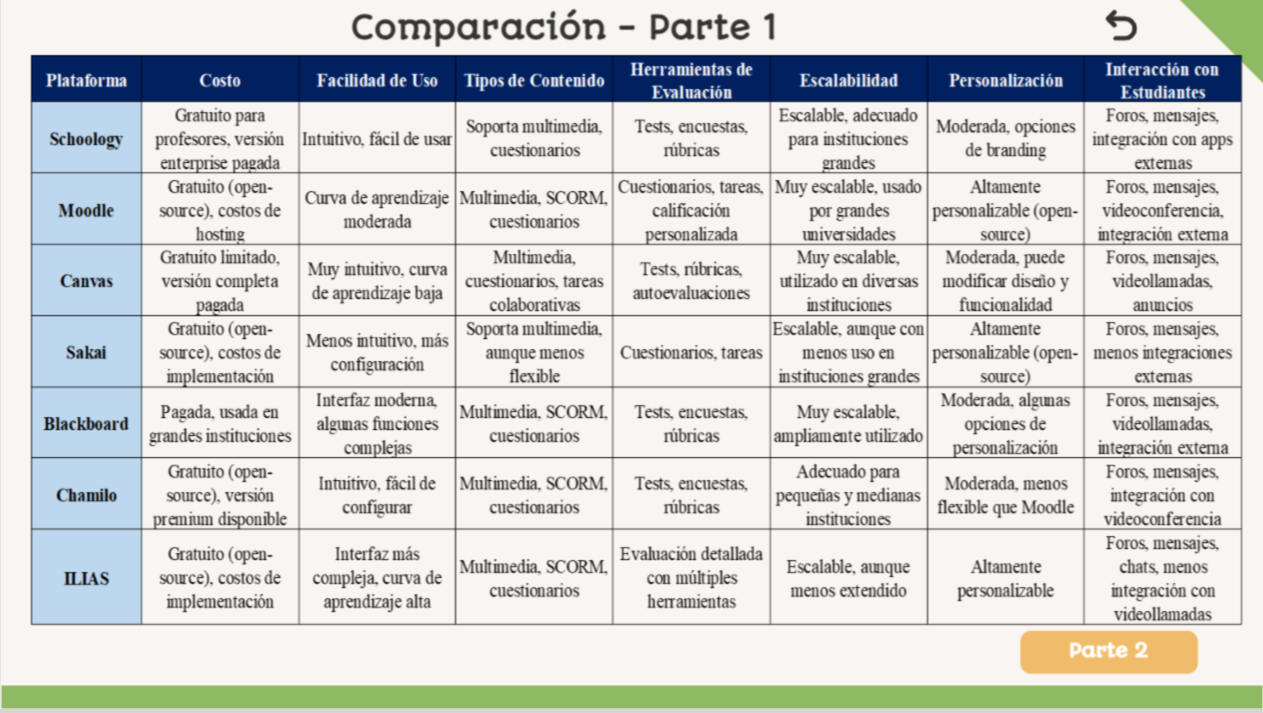 Comparación - Parte 1
Plataforma
Costo
Facilidad de Uso
Tipos de Contenido
Herramientas de
Evaluación
Escalabilidad
Personalización
Interacción con
Estudiantes
Schoology
Gratuito para
profesores, versión
enterprise pagada
Intuitivo, fácil de usar
Soporta multimedia,
cuestionarios
Tests, encuestas,
rúbricas
Escalable, adecuado
para instituciones
grandes
Moderada, opciones
de branding
Foros, mensajes,
integración con apps
externas
Moodle
Gratuito (open-
source), costos de
hosting
Curva de aprendizaje
moderada
Multimedia, SCORM,
cuestionarios
Cuestionarios, tareas,
calificación
personalizada
Muy escalable, usado
por grandes
universidades
Altamente
personalizable (open-
source)
Foros, mensajes,
videoconferencia,
integración externa
Canvas
Gratuito limitado,
versión completa
pagada
Muy intuitivo, curva
de aprendizaje baja
Multimedia,
cuestionarios, tareas
colaborativas
Tests, rúbricas,
autoevaluaciones
Muy escalable,
utilizado en diversas
instituciones
Moderada, puede
modificar diseño y
funcionalidad
Foros, mensajes,
videollamadas,
anuncios
Sakai
Gratuito (open-
source), costos de
implementación
Menos intuitivo, más
configuración
Soporta multimedia,
aunque menos
flexible
Cuestionarios, tareas
Escalable, aunque con
menos uso en
instituciones grandes
Altamente
personalizable (open-
source)
Foros, mensajes,
menos integraciones
externas
Blackboard
Pagada, usada en
grandes instituciones
Interfaz moderna,
algunas funciones
complejas
Multimedia, SCORM,
cuestionarios
Tests, encuestas,
rúbricas
Muy escalable,
ampliamente utilizado
Moderada, algunas
opciones de
personalización
Foros, mensajes,
videollamadas,
integración externa
Chamilo
Gratuito (open-
source), versión
premium disponible
Intuitivo, fácil de
configurar
Multimedia, SCORM,
cuestionarios
Tests, encuestas,
rúbricas
Adecuado para
pequeñas y medianas
instituciones
Moderada, menos
flexible que Moodle
Foros, mensajes,
integración con
videoconferencia
ILIAS
Gratuito (open-
source), costos de
implementación
Interfaz más
compleja, curva de
aprendizaje alta
Multimedia, SCORM,
cuestionarios
Evaluación detallada
con múltiples
herramientas
Escalable, aunque
menos extendido
Altamente
personalizable
Foros, mensajes,
chats, menos
integración con
videollamadas
Parte 2